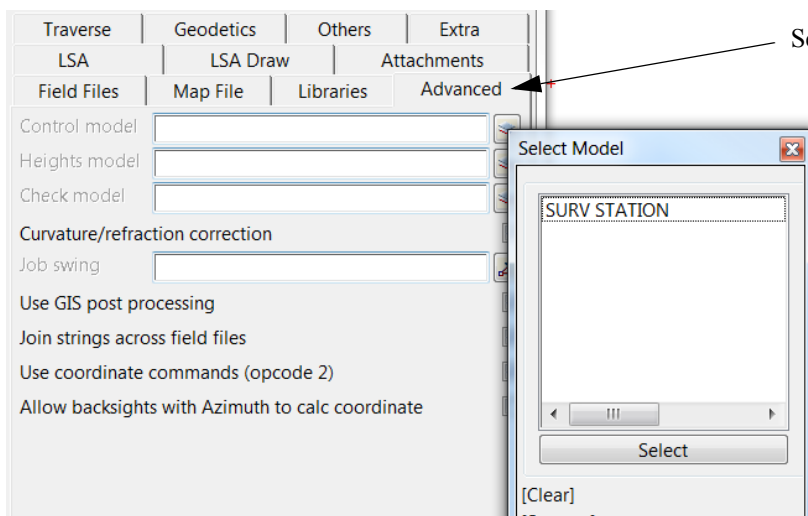 Traverse Geodetics Others Extra
LSA LSA Draw Attachments
Field Files Map File Libraries Advanced
Control model
Heights model
Check model
Curvature/refraction correction
Job swing
Use GIS post processing
Join strings across field files
Use coordinate commands (opcode 2)
Allow backsights with Azimuth to calc coordinate
Select Model
SURV STATION
Select
[Clear]